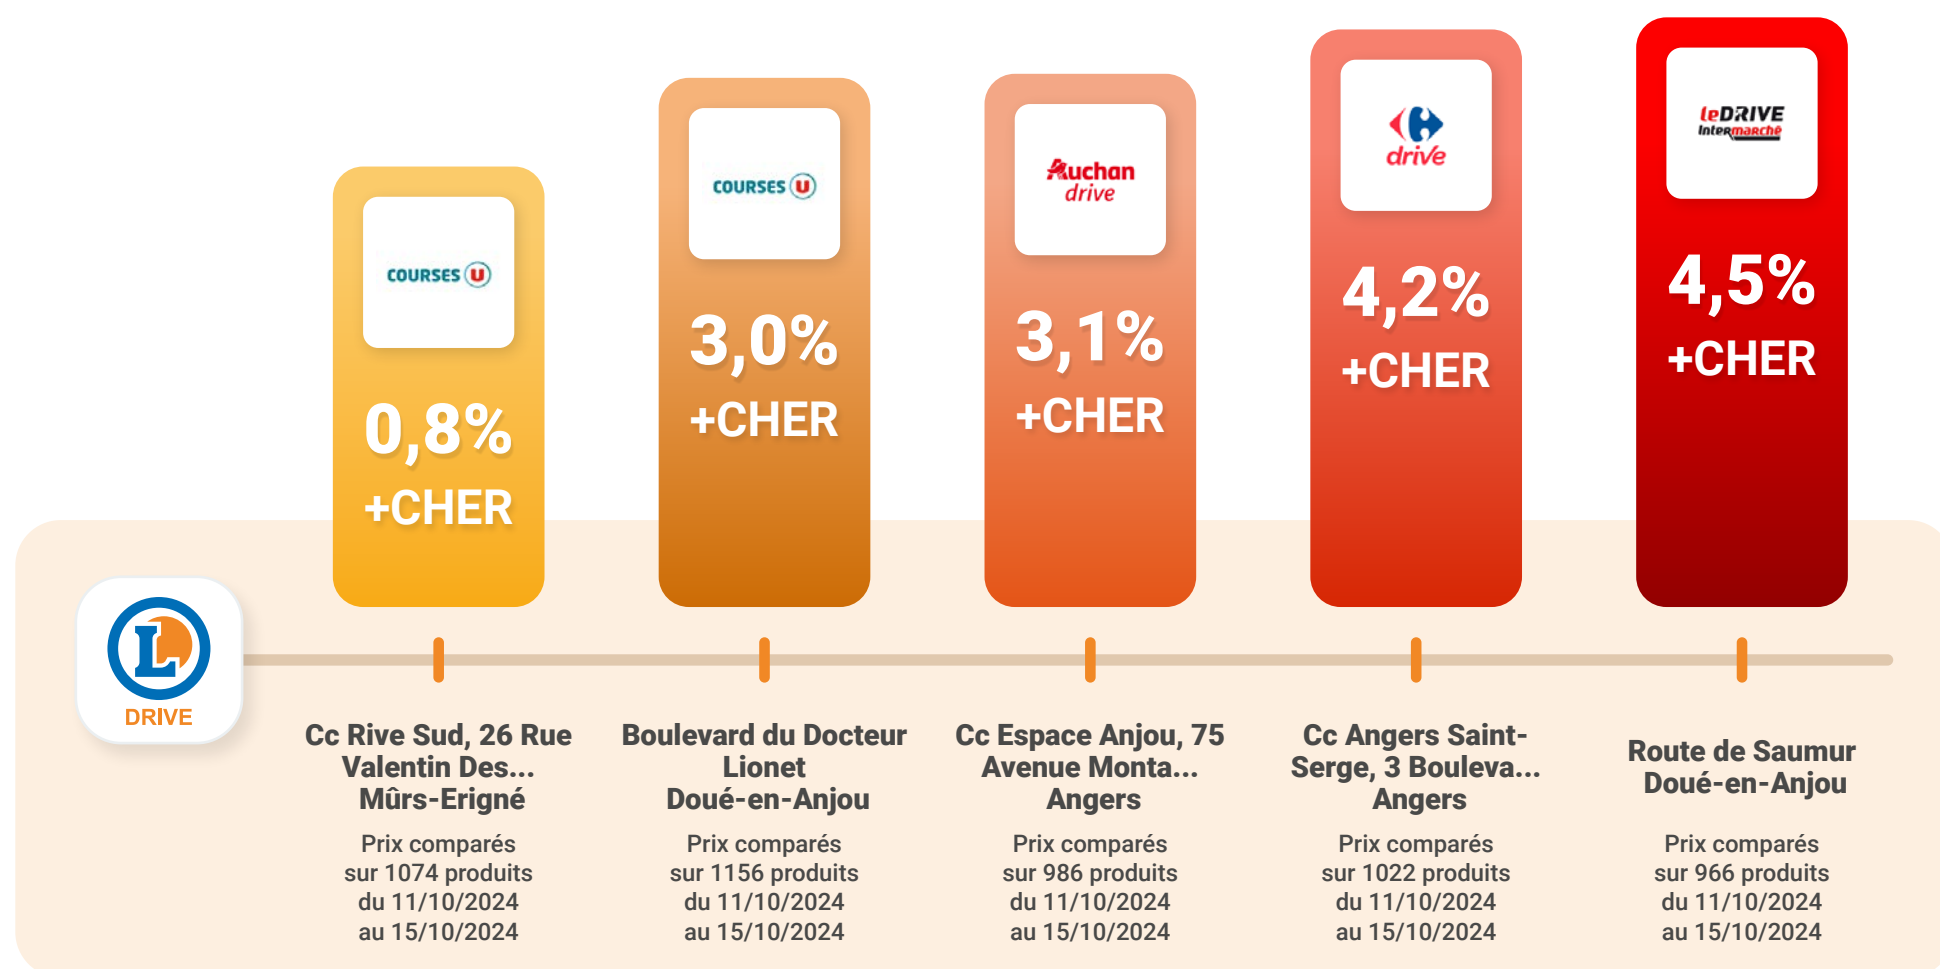 COURSES U
0,8%
+CHER
COURSES U
3,0%
+CHER
Auchan
drive
3,1%
+CHER
drive
4,2%
+CHER
leDRIVE
Intermarché
4,5%
+CHER
L
DRIVE
Cc Rive Sud, 26 Rue
Valentin Des...
Mûrs-Erigné
Prix comparés
sur 1074 produits
du 11/10/2024
au 15/10/2024
Boulevard du Docteur
Lionet
Doué-en-Anjou
Prix comparés
sur 1156 produits
du 11/10/2024
au 15/10/2024
Cc Espace Anjou, 75
Avenue Monta...
Angers
Prix comparés
sur 986 produits
du 11/10/2024
au 15/10/2024
Cc Angers Saint-
Serge, 3 Bouleva...
Angers
Prix comparés
sur 1022 produits
du 11/10/2024
au 15/10/2024
Route de Saumur
Doué-en-Anjou
Prix comparés
sur 966 produits
du 11/10/2024
au 15/10/2024